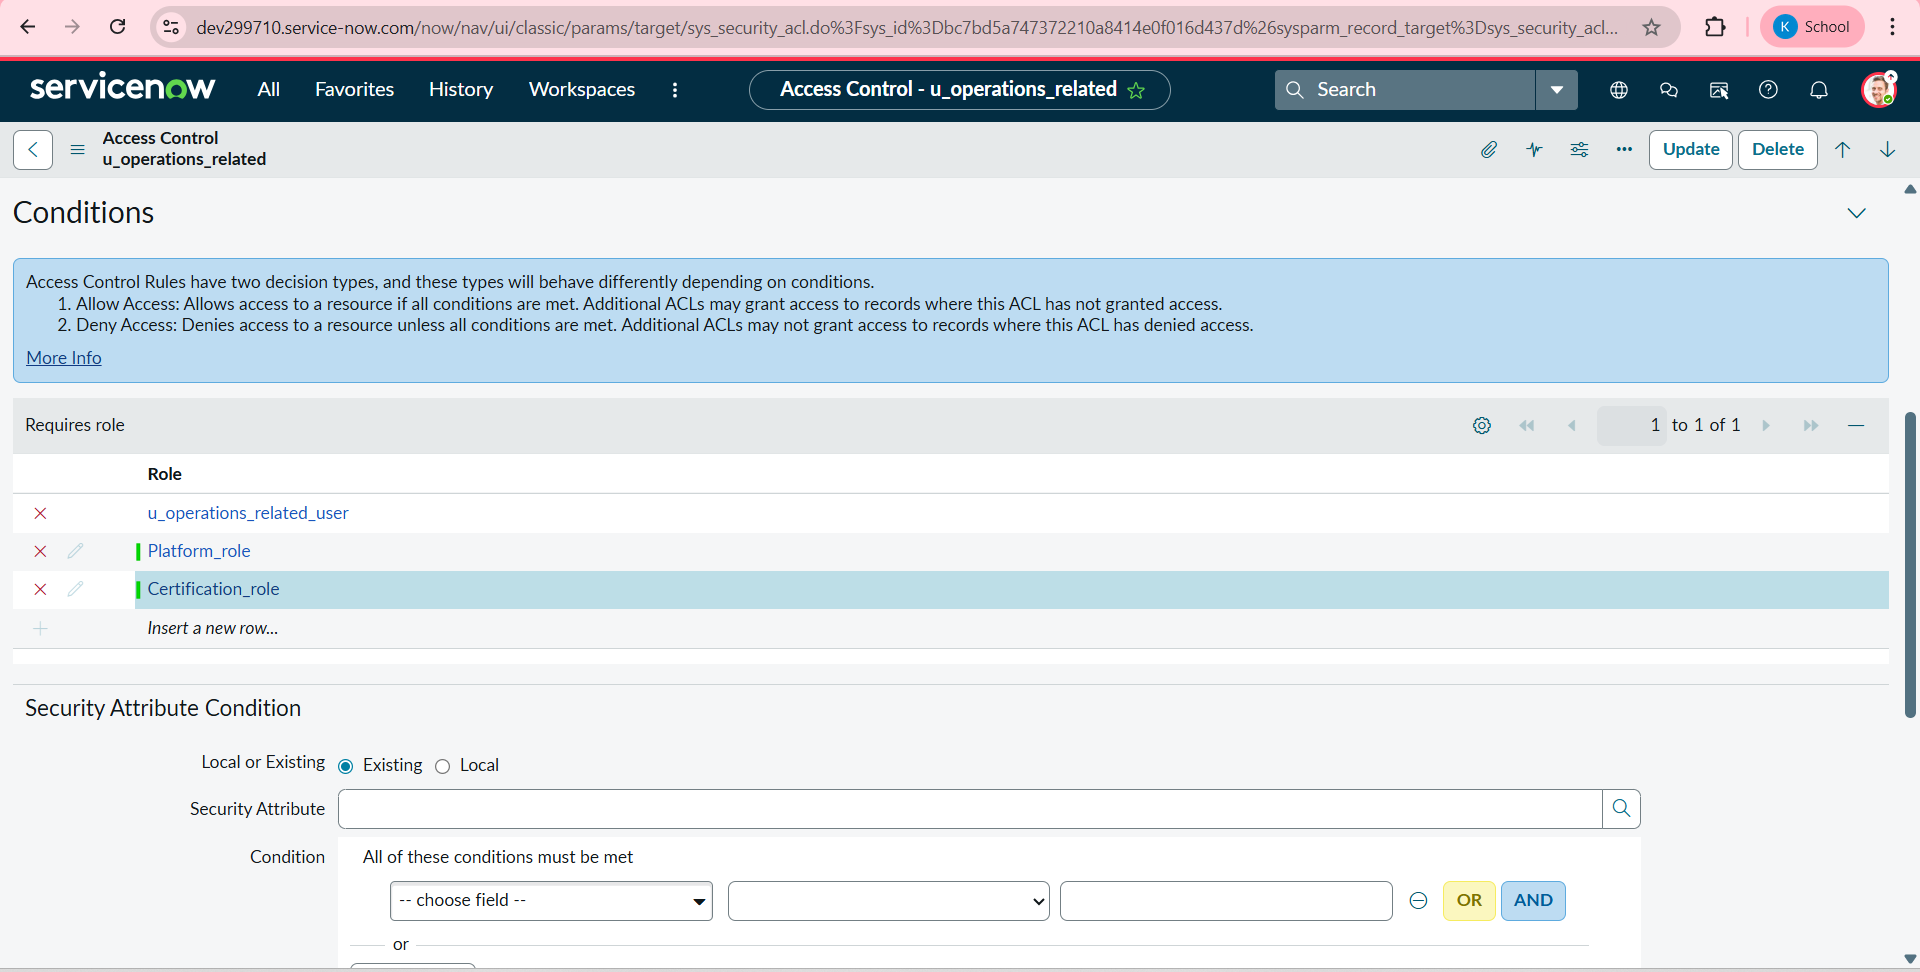 dev299710.service-now.com/now/nav/ui/classic/params/target/sys_security_acl.do%3Fsys_id%3Dbc7bd5a747372210a8414e0f016d437d%26sysparm_record_target%3Dsys_security_acl...
K School
servicenow All Favorites History Workspaces Access Control - u_operations_related Search
Access Control
u_operations_related
Update Delete
Conditions
Access Control Rules have two decision types, and these types will behave differently depending on conditions.
1. Allow Access: Allows access to a resource if all conditions are met. Additional ACLs may grant access to records where this ACL has not granted access.
2. Deny Access: Denies access to a resource unless all conditions are met. Additional ACLs may not grant access to records where this ACL has denied access.
More Info
Requires role 1 to 1 of 1
Role
u_operations_related_user
Platform_role
Certification_role
Insert a new row...
Security Attribute Condition
Local or Existing Existing Local
Security Attribute
Condition All of these conditions must be met
-- choose field -- OR AND
or